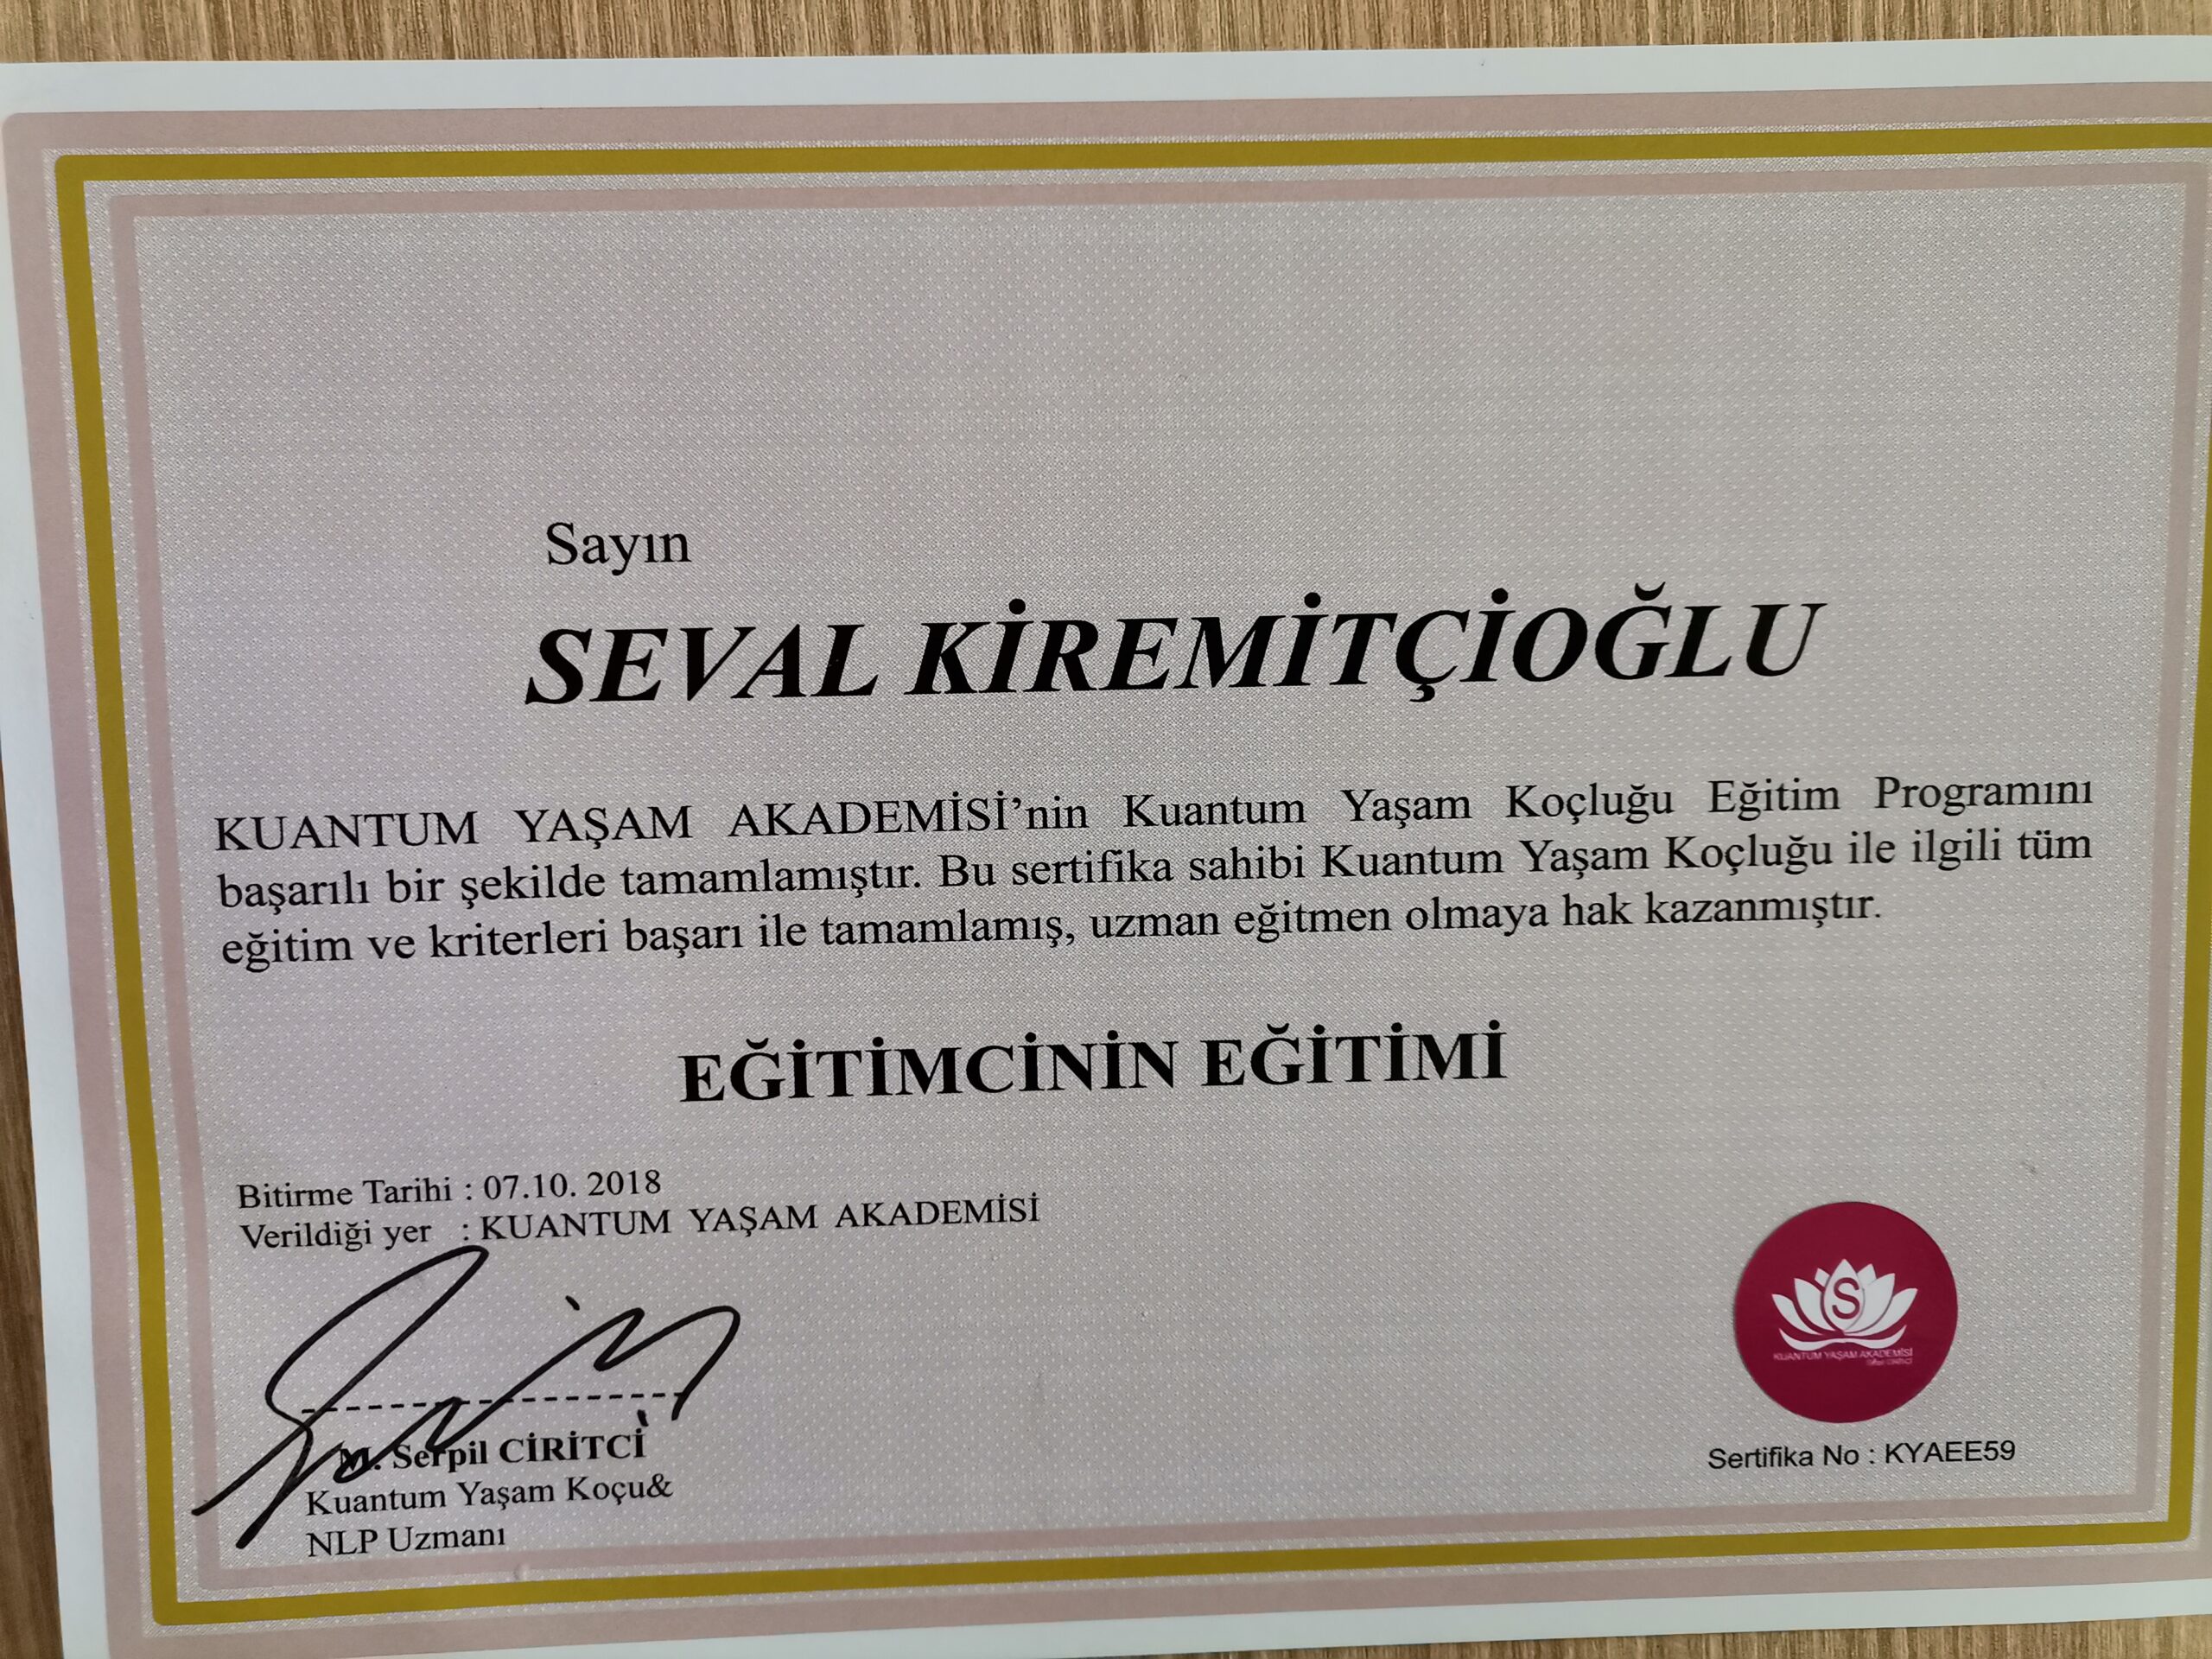 Sayın
SEVAL KİREMİTÇİOĞLU
KUANTUM YAŞAM AKADEMİSİ’nin Kuantum Yaşam Koçluğu Eğitim Programını
başarılı bir şekilde tamamlamıştır. Bu sertifika sahibi Kuantum Yaşam Koçluğu ile ilgili tüm
eğitim ve kriterleri başarı ile tamamlamış, uzman eğitmen olmaya hak kazanmıştır.
EĞİTİMCİNİN EĞİTİMİ
Bitirme Tarihi : 07.10. 2018
Verildiği yer : KUANTUM YAŞAM AKADEMİSİ
M. Serpil CİRİTCİ
Kuantum Yaşam Koçu&
NLP Uzmanı
S
KUANTUM YAŞAM AKADEMİSİ
Sertifika No : KYAEE59